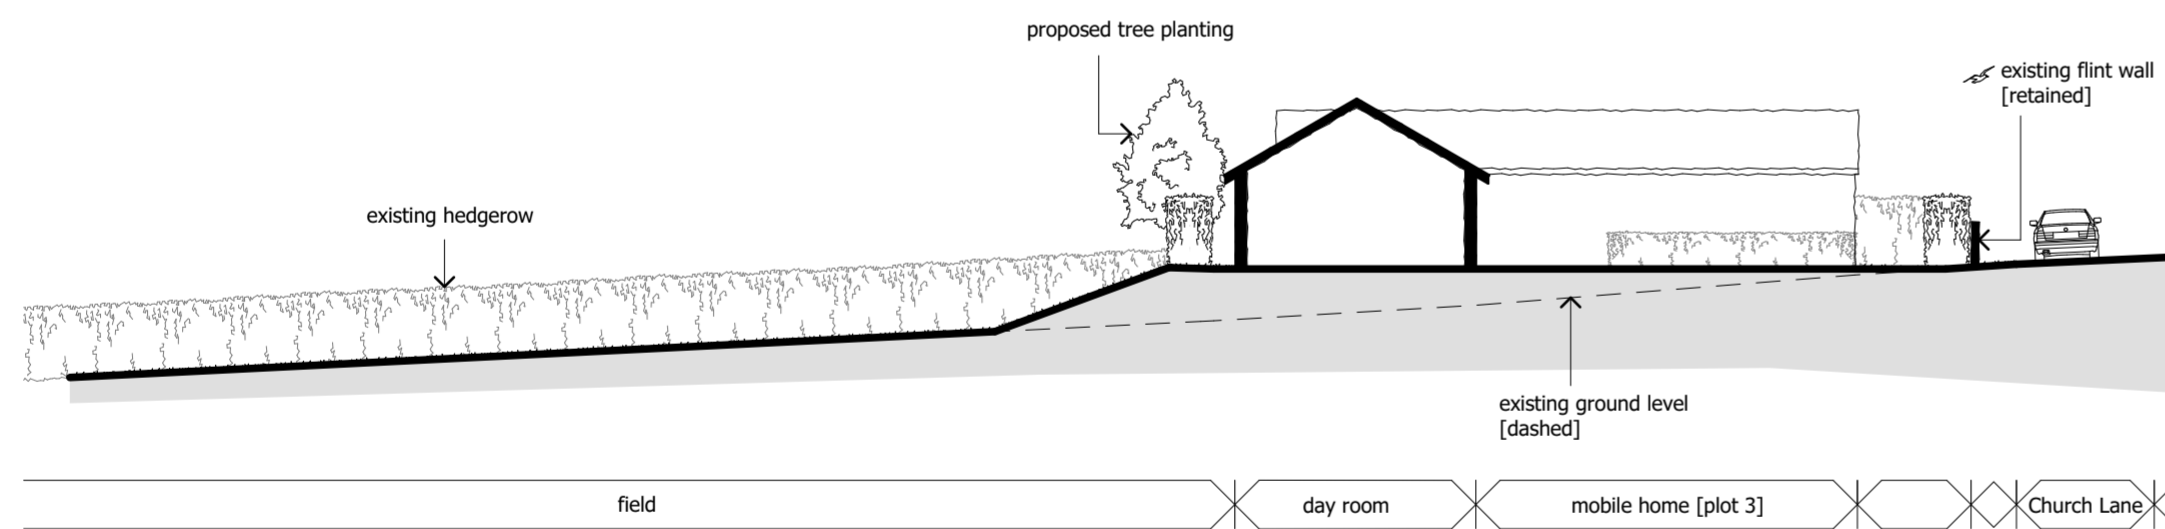 proposed tree planting
existing flint wall
[retained]
existing hedgerow
existing ground level
[dashed]
field
day room
mobile home [plot 3]
Church Lane